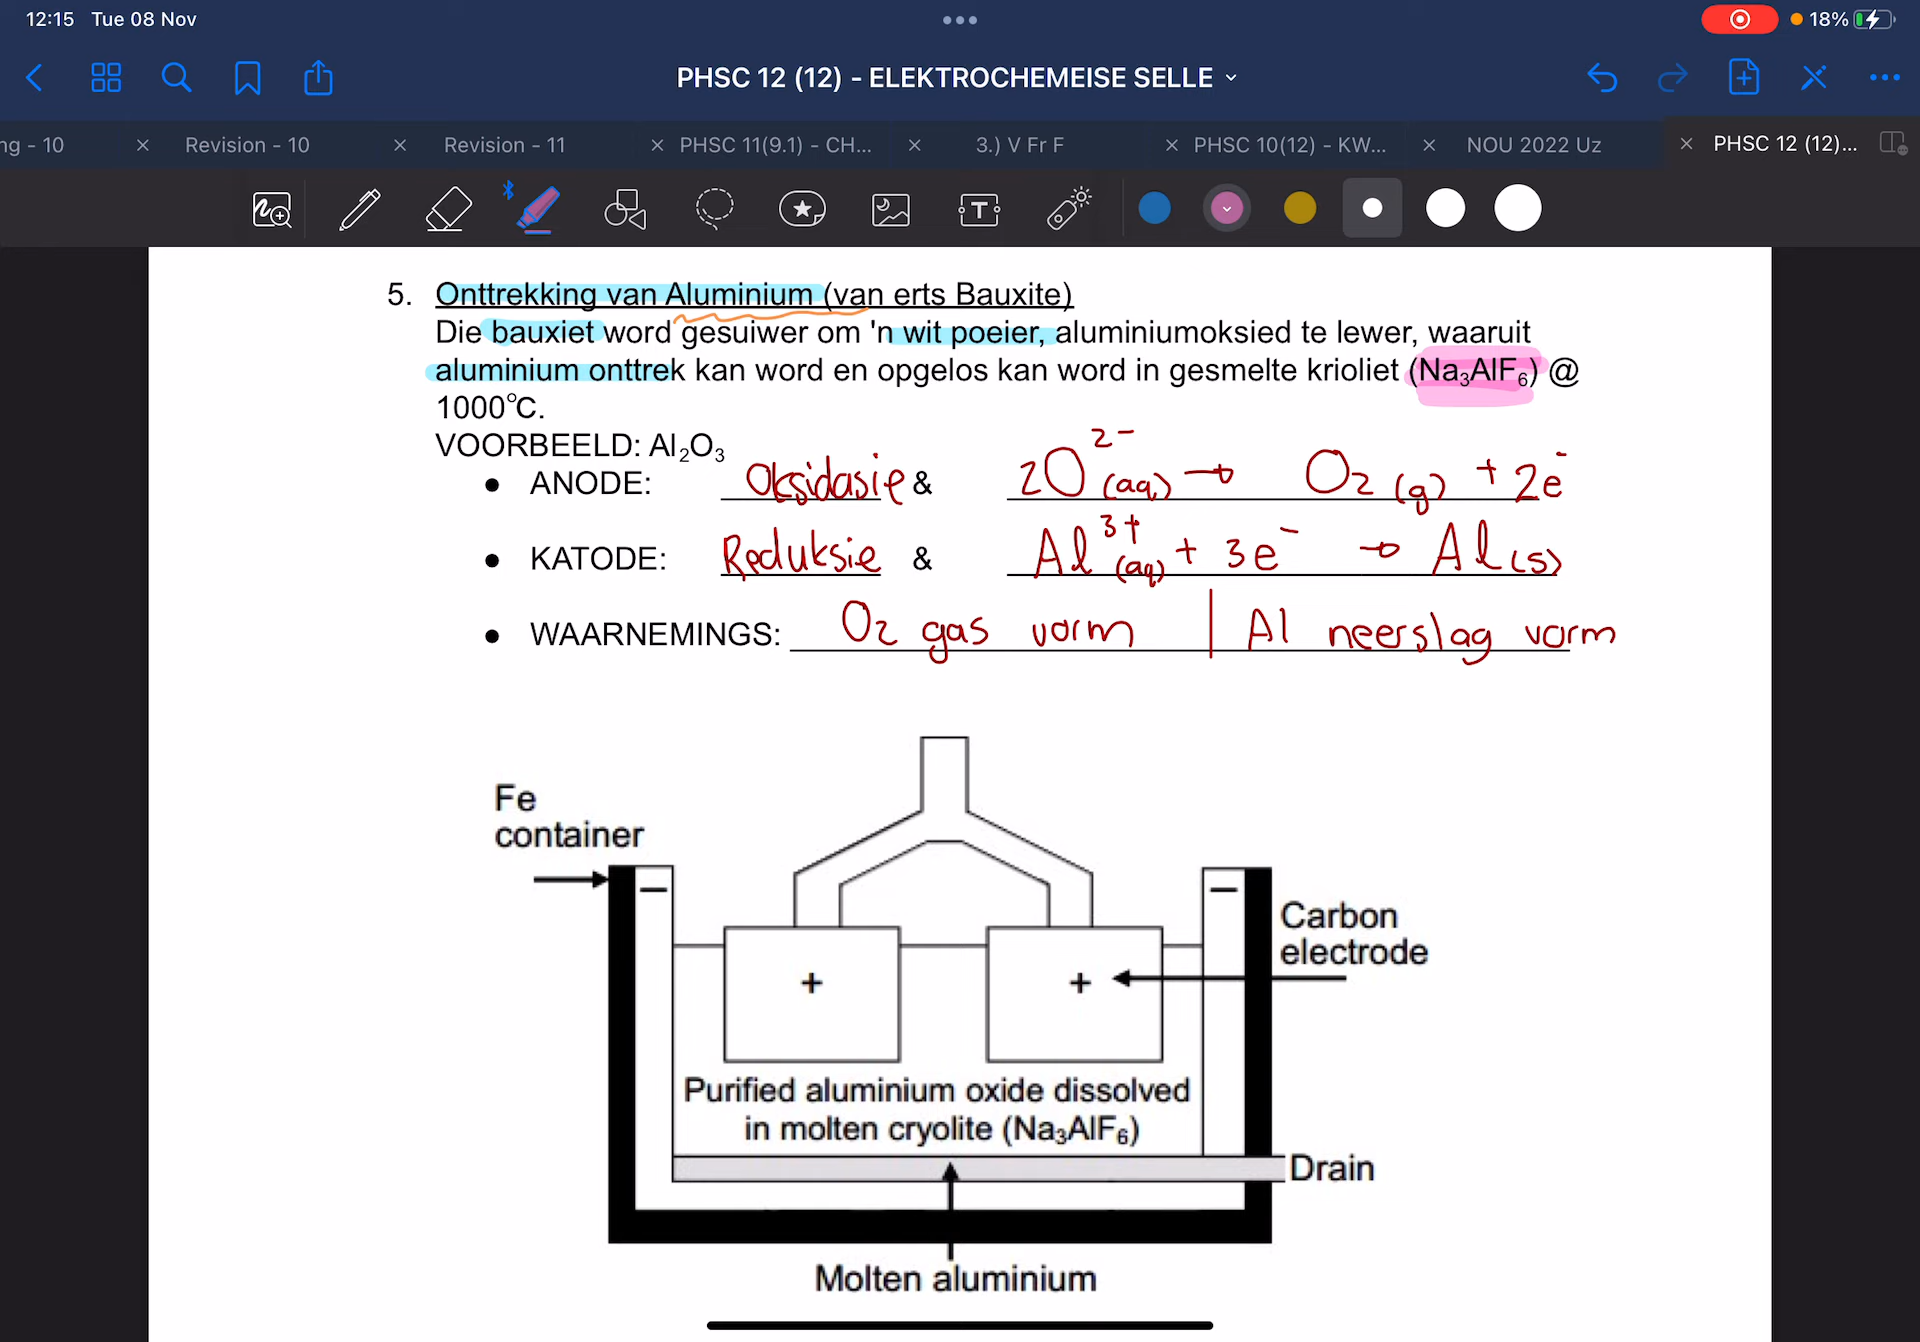 12:15 Tue 08 Nov
18%
PHSC 12 (12) - ELEKTROCHEMEISE SELLE
ng - 10 Revision - 10 Revision - 11 PHSC 11(9.1) - CH... 3.) V Fr F PHSC 10(12) - KW... NOU 2022 Uz PHSC 12 (12)...
5. Onttrekking van Aluminium (van erts Bauxite)
Die bauxiet word gesuiwer om 'n wit poeier, aluminiumoksied te lewer, waaruit
aluminium onttrek kan word en opgelos kan word in gesmelte krioliet (Na₃AlF₆) @
1000°C.
VOORBEELD: Al₂O₃
• ANODE: Oksidasie & 2O²⁻(aq) → O₂(g) + 2e⁻
• KATODE: Reduksie & Al³⁺(aq) + 3e⁻ → Al(s)
• WAARNEMINGS: O₂ gas vorm | Al neerslag vorm
Fe
container
Carbon
electrode
+ +
Purified aluminium oxide dissolved
in molten cryolite (Na₃AlF₆)
Drain
Molten aluminium